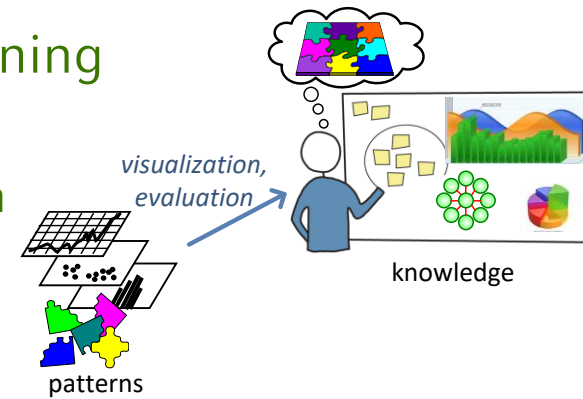 ning
n
visualization,
evaluation
knowledge
patterns